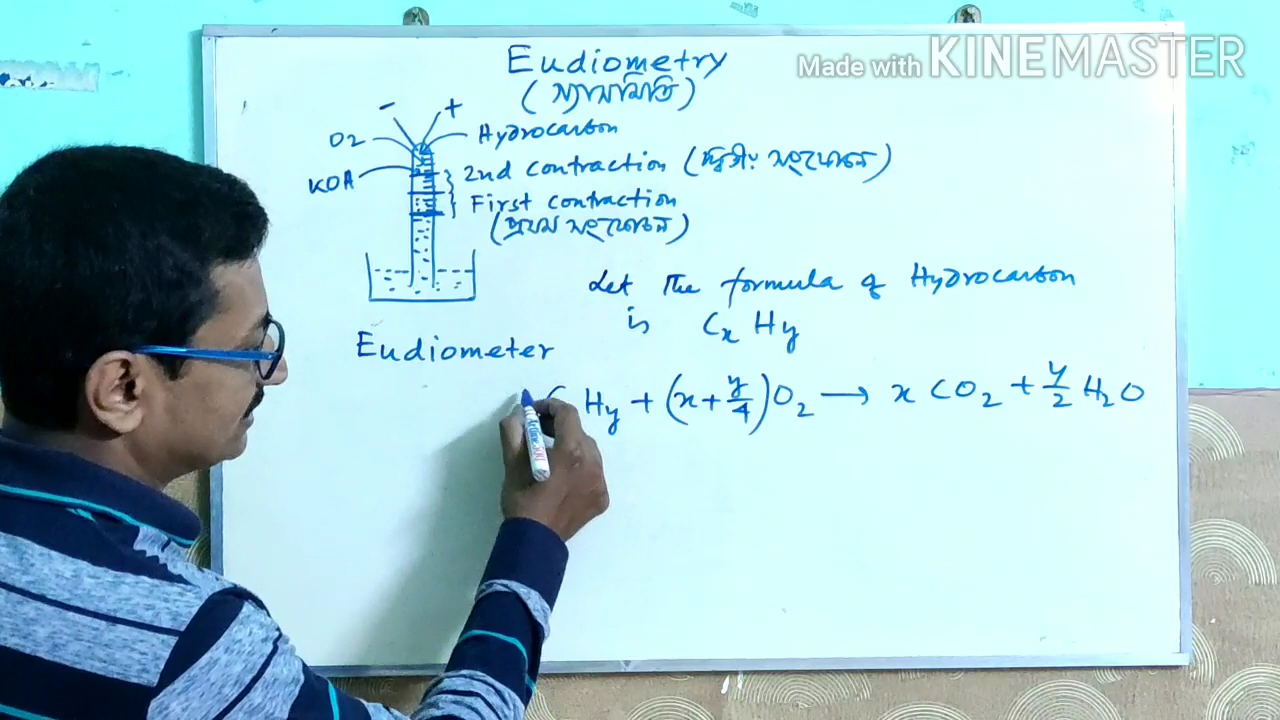 Made with KINEMASTER
Eudiometry
(গ্যাসমিতি)
- +
O2 Hydrocarbon
KOH 2nd contraction (দ্বিতীয় সংকোচন)
First contraction
(প্রথম সংকোচন)
Let the formula of Hydrocarbon
is CxHy
Eudiometer
C Hy + (x + y/4) O2 → x CO2 + y/2 H2O